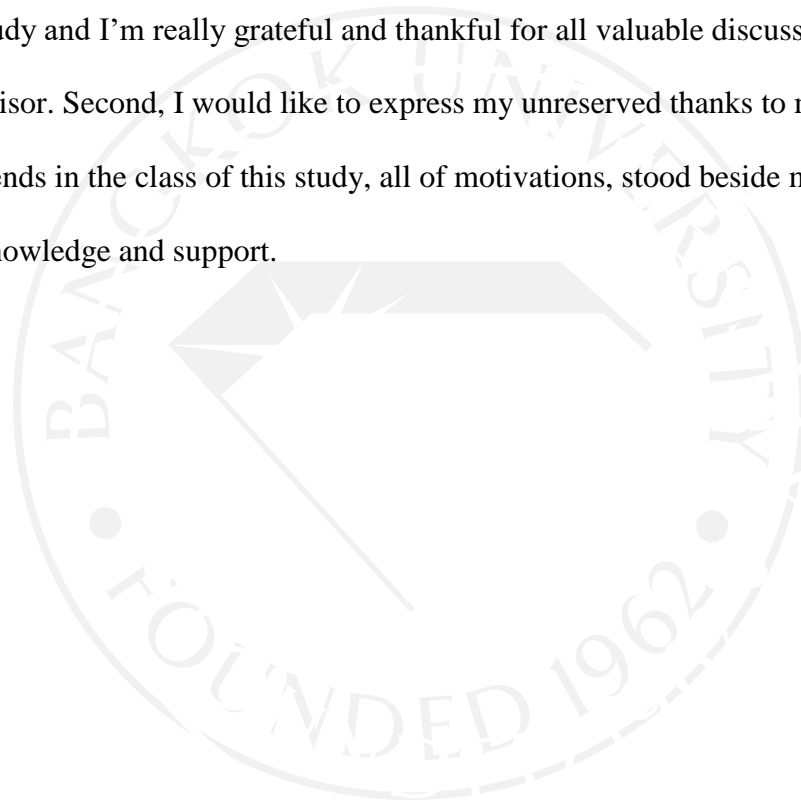 udy and I’m really grateful and thankful for all valuable discuss
isor. Second, I would like to express my unreserved thanks to
ends in the class of this study, all of motivations, stood beside
nowledge and support.
BANGKOK UNIVERSITY
FOUNDED 1962